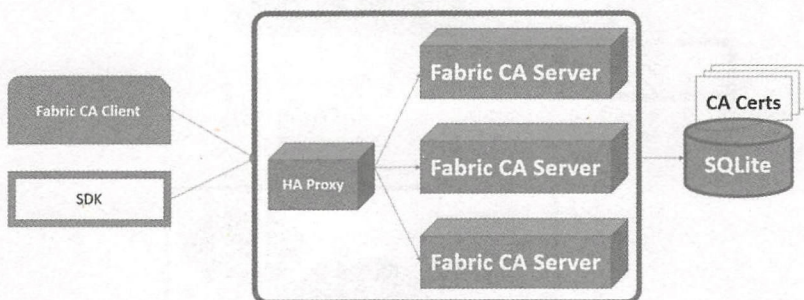 Fabric CA Client
SDK
HA Proxy
Fabric CA Server
Fabric CA Server
Fabric CA Server
CA Certs
SQLite